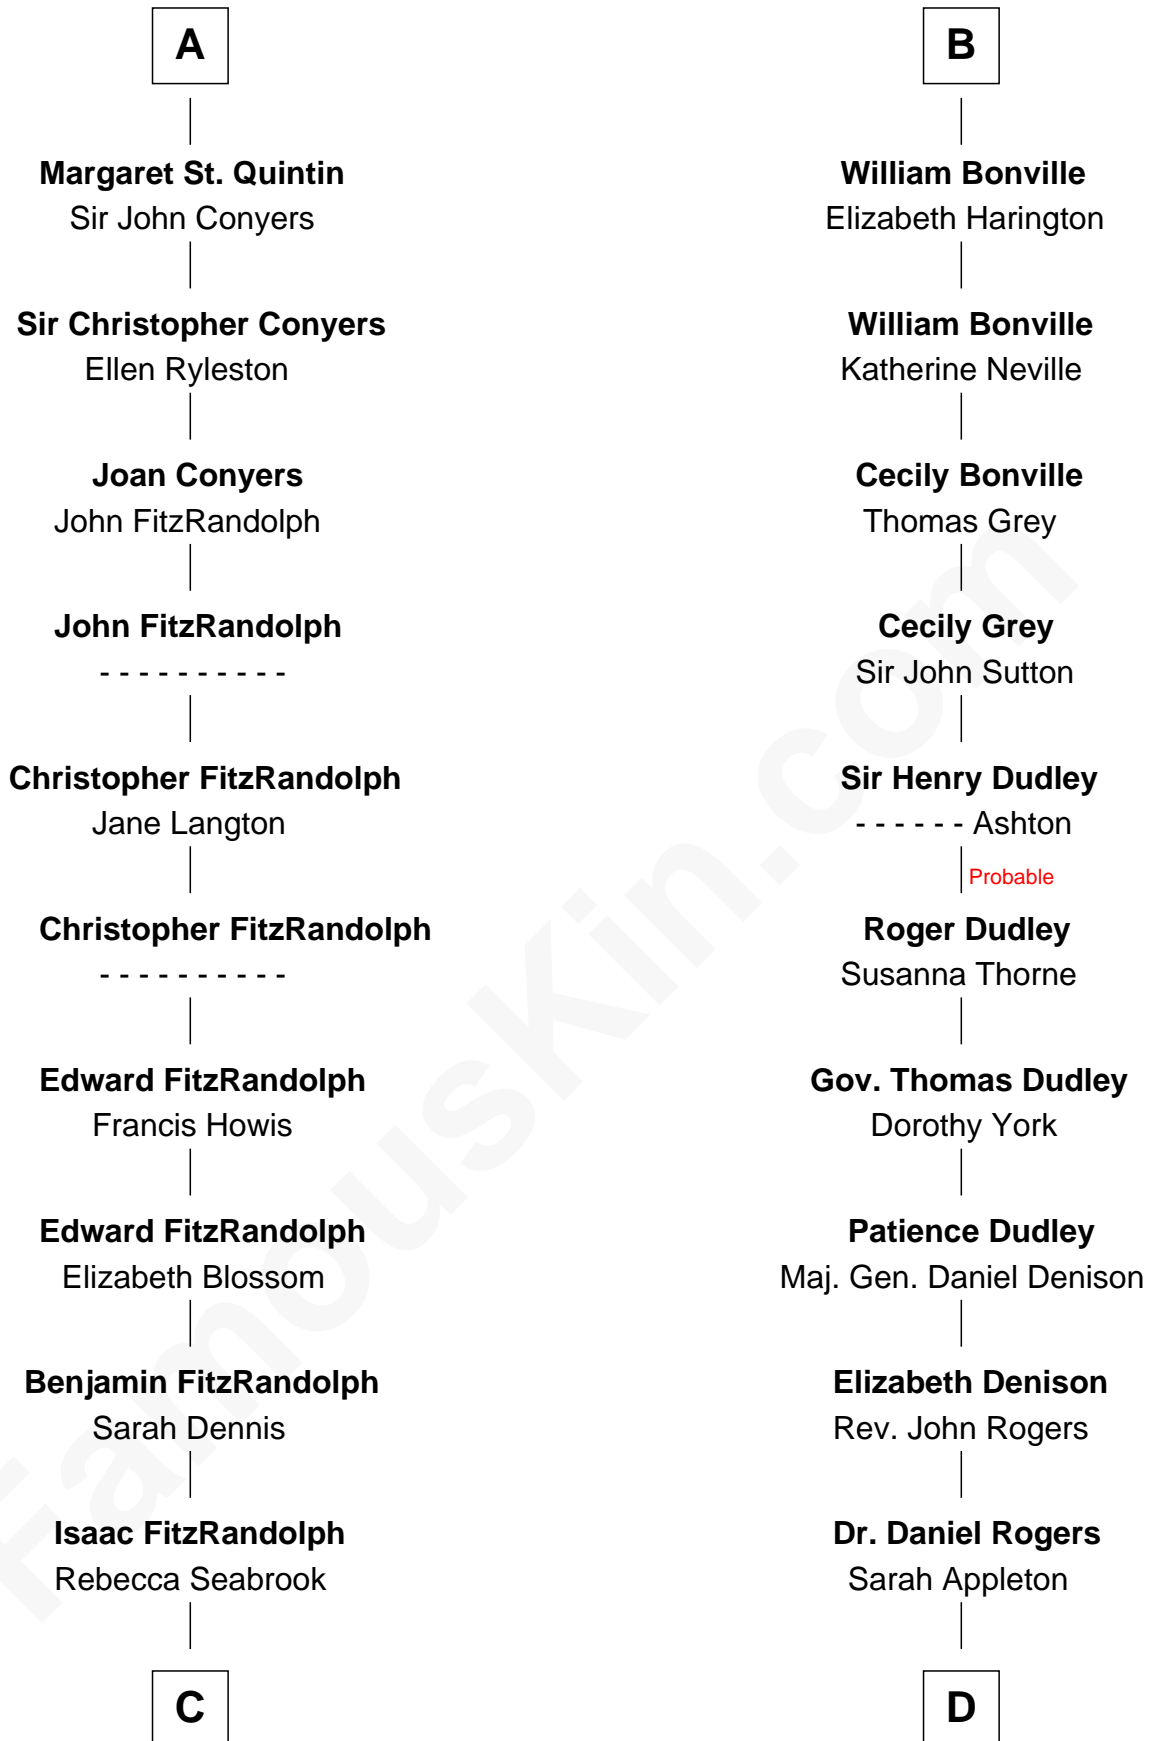 A
Margaret St. Quintin
Sir John Conyers
Sir Christopher Conyers
Ellen Ryleston
Joan Conyers
John FitzRandolph
John FitzRandolph
- - - - - - - - - -
Christopher FitzRandolph
Jane Langton
Christopher FitzRandolph
- - - - - - - - - -
Edward FitzRandolph
Francis Howis
Edward FitzRandolph
Elizabeth Blossom
Benjamin FitzRandolph
Sarah Dennis
Isaac FitzRandolph
Rebecca Seabrook
C
B
William Bonville
Elizabeth Harington
William Bonville
Katherine Neville
Cecily Bonville
Thomas Grey
Cecily Grey
Sir John Sutton
Sir Henry Dudley
- - - - - - Ashton
Probable
Roger Dudley
Susanna Thorne
Gov. Thomas Dudley
Dorothy York
Patience Dudley
Maj. Gen. Daniel Denison
Elizabeth Denison
Rev. John Rogers
Dr. Daniel Rogers
Sarah Appleton
D
FamousKin.com